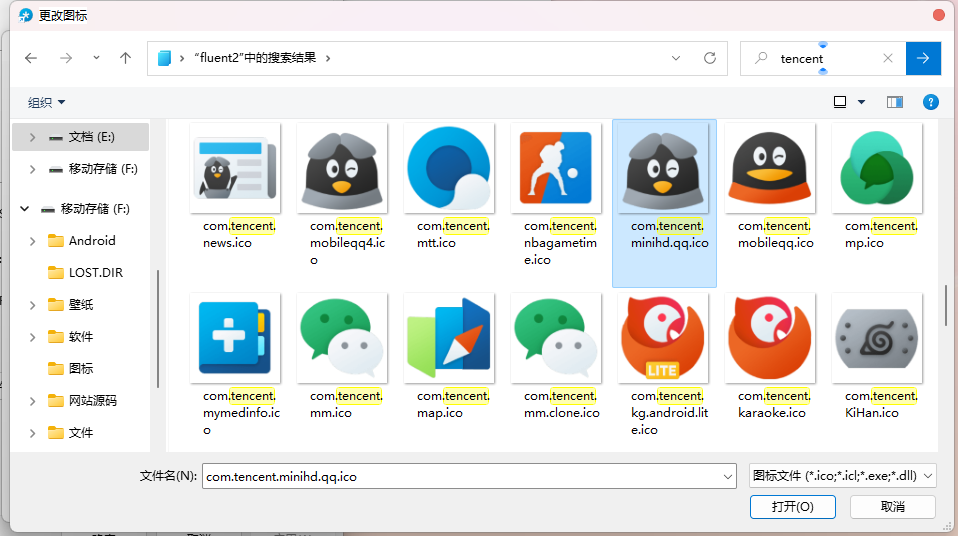 更改图标
"fluent2"中的搜索结果
tencent
组织
文档 (E:)
移动存储 (F:)
移动存储 (F:)
Android
LOST.DIR
壁纸
软件
图标
网站源码
文件
com.tencent.
news.ico
com.tencent.
mobileqq4.ic
o
com.tencent.
mtt.ico
com.tencent.
nbagametim
e.ico
com.tencent.
minihd.qq.ico
com.tencent.
mobileqq.ico
com.tencent.
mp.ico
com.tencent.
mymedinfo.ic
o
com.tencent.
mm.ico
com.tencent.
map.ico
com.tencent.
mm.clone.ico
LITE
com.tencent.
kg.android.lit
e.ico
com.tencent.
karaoke.ico
com.tencent.
KiHan.ico
文件名(N):
com.tencent.minihd.qq.ico
图标文件 (*.ico;*.icl;*.exe;*.dll)
打开(O)
取消